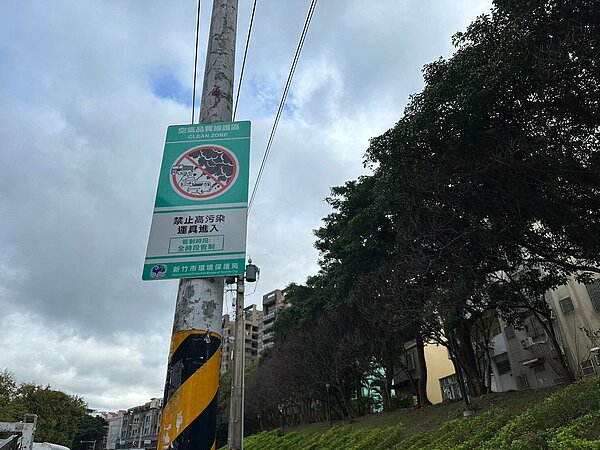 空氣品質維護區
CLEAN ZONE
禁止高污染
運具進入
管制時段:
全時段管制
新竹市環境保護局